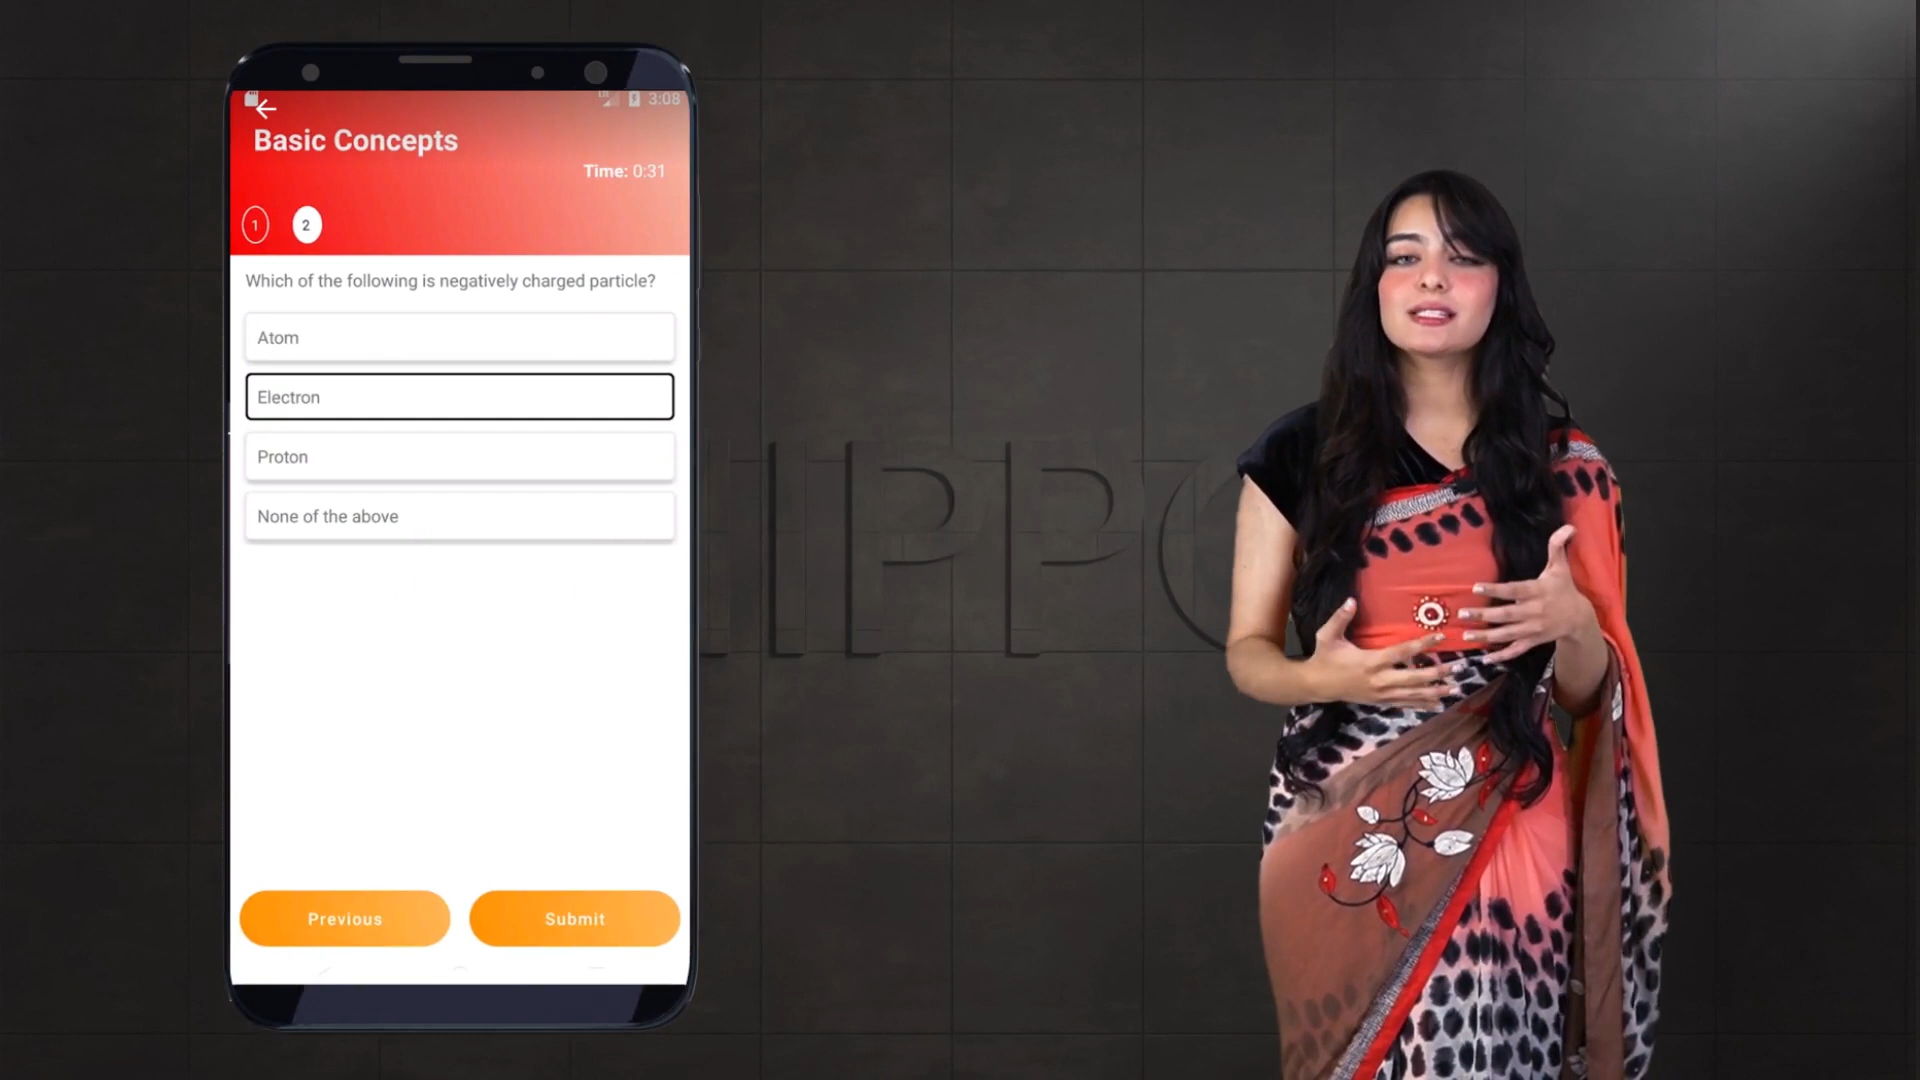 3:08
Basic Concepts
Time: 0:31
1 2
Which of the following is negatively charged particle?
Atom
Electron
Proton
None of the above
Previous Submit